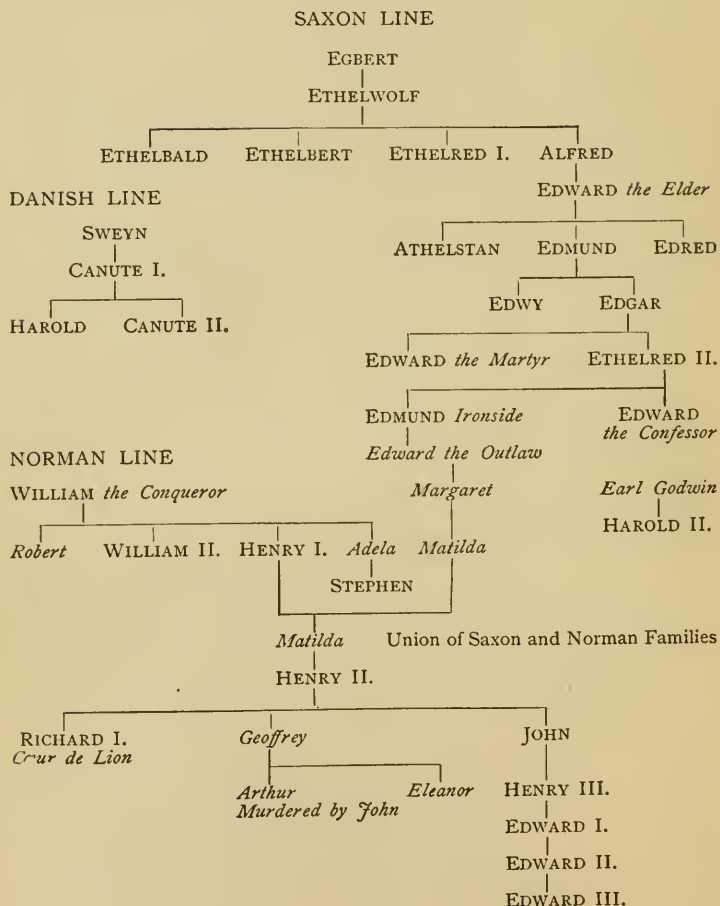 SAXON LINE
EGBERT
ETHELWOLF
ETHELBALD ETHELBERT ETHELRED I. ALFRED
EDWARD the Elder
DANISH LINE
SWEYN
CANUTE I.
HAROLD CANUTE II.
ATHELSTAN EDMUND EDRED
EDWY EDGAR
EDWARD the Martyr ETHELRED II.
EDMUND Ironside EDWARD
the Confessor
Edward the Outlaw
NORMAN LINE
WILLIAM the Conqueror
Margaret Earl Godwin
HAROLD II.
Robert WILLIAM II. HENRY I. Adela Matilda
STEPHEN
Matilda Union of Saxon and Norman Families
HENRY II.
RICHARD I. Geoffrey JOHN
Cœur de Lion
Arthur Eleanor HENRY III.
Murdered by John
EDWARD I.
EDWARD II.
EDWARD III.